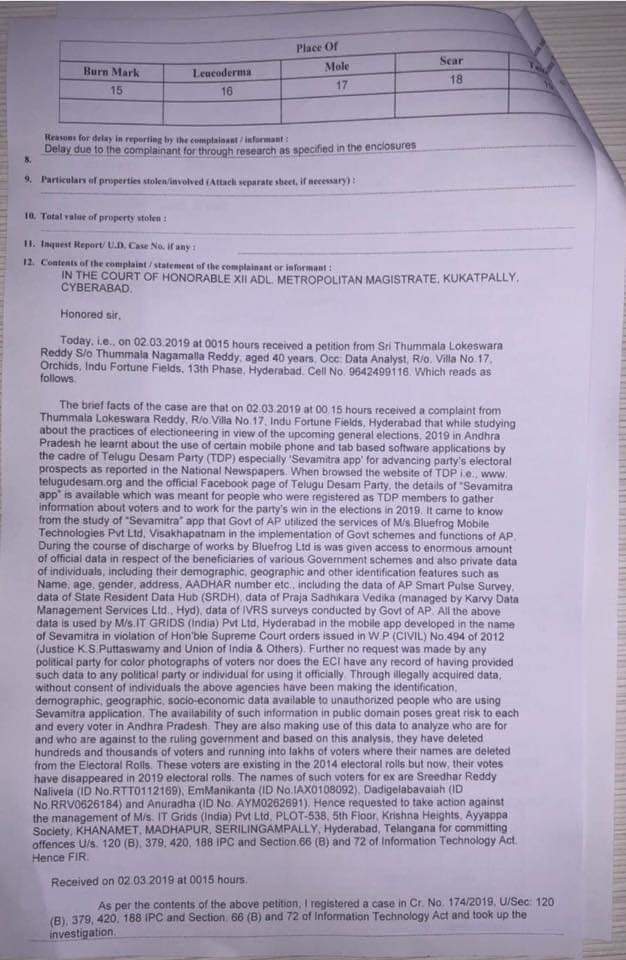 Place Of
Burn Mark Leucoderma Mole Scar
15 16 17 18
Reasons for delay in reporting by the complainant / informant :
8. Delay due to the complainant for through research as specified in the enclosures
9. Particulars of properties stolen/involved (Attach separate sheet, if necessary) :
10. Total value of property stolen :
11. Inquest Report/ U.D. Case No. if any :
12. Contents of the complaint / statement of the complainant or informant :
IN THE COURT OF HONORABLE XII ADL. METROPOLITAN MAGISTRATE, KUKATPALLY,
CYBERABAD.
Honored sir,
Today, i.e., on 02.03.2019 at 0015 hours received a petition from Sri Thummala Lokeswara
Reddy S/o Thummala Nagamalla Reddy, aged 40 years, Occ: Data Analyst, R/o. Villa No.17,
Orchids, Indu Fortune Fields, 13th Phase, Hyderabad. Cell No. 9642499116. Which reads as
follows.
The brief facts of the case are that on 02.03.2019 at 00.15 hours received a complaint from
Thummala Lokeswara Reddy, R/o.Villa No.17, Indu Fortune Fields, Hyderabad that while studying
about the practices of electioneering in view of the upcoming general elections, 2019 in Andhra
Pradesh he learnt about the use of certain mobile phone and tab based software applications by
the cadre of Telugu Desam Party (TDP) especially 'Sevamitra app' for advancing party's electoral
prospects as reported in the National Newspapers. When browsed the website of TDP i.e., www.
telugudesam.org and the official Facebook page of Telugu Desam Party, the details of "Sevamitra
app" is available which was meant for people who were registered as TDP members to gather
information about voters and to work for the party's win in the elections in 2019. It came to know
from the study of "Sevamitra" app that Govt of AP utilized the services of M/s.Bluefrog Mobile
Technologies Pvt Ltd, Visakhapatnam in the implementation of Govt schemes and functions of AP.
During the course of discharge of works by Bluefrog Ltd is was given access to enormous amount
of official data in respect of the beneficiaries of various Government schemes and also private data
of individuals, including their demographic, geographic and other identification features such as
Name, age, gender, address, AADHAR number etc., including the data of AP Smart Pulse Survey,
data of State Resident Data Hub (SRDH), data of Praja Sadhikara Vedika (managed by Karvy Data
Management Services Ltd., Hyd), data of IVRS surveys conducted by Govt of AP. All the above
data is used by M/s.IT GRIDS (India) Pvt Ltd, Hyderabad in the mobile app developed in the name
of Sevamitra in violation of Hon'ble Supreme Court orders issued in W.P (CIVIL) No.494 of 2012
(Justice K.S.Puttaswamy and Union of India & Others). Further no request was made by any
political party for color photographs of voters nor does the ECI have any record of having provided
such data to any political party or individual for using it officially. Through illegally acquired data,
without consent of individuals the above agencies have been making the identification,
demographic, geographic, socio-economic data available to unauthorized people who are using
Sevamitra application. The availability of such information in public domain poses great risk to each
and every voter in Andhra Pradesh. They are also making use of this data to analyze who are for
and who are against to the ruling government and based on this analysis, they have deleted
hundreds and thousands of voters and running into lakhs of voters where their names are deleted
from the Electoral Rolls. These voters are existing in the 2014 electoral rolls but now, their votes
have disappeared in 2019 electoral rolls. The names of such voters for ex are Sreedhar Reddy
Nalivela (ID No.RTT0112169), EmManikanta (ID No.IAX0108092), Dadigelabavaiah (ID
No.RRV0626184) and Anuradha (ID No. AYM0262691). Hence requested to take action against
the management of M/s. IT Grids (India) Pvt Ltd, PLOT-538, 5th Floor, Krishna Heights, Ayyappa
Society, KHANAMET, MADHAPUR, SERILINGAMPALLY, Hyderabad, Telangana for committing
offences U/s. 120 (B), 379, 420, 188 IPC and Section.66 (B) and 72 of Information Technology Act.
Hence FIR.
Received on 02.03.2019 at 0015 hours.
As per the contents of the above petition, I registered a case in Cr. No. 174/2019, U/Sec: 120
(B), 379, 420, 188 IPC and Section. 66 (B) and 72 of Information Technology Act and took up the
investigation.